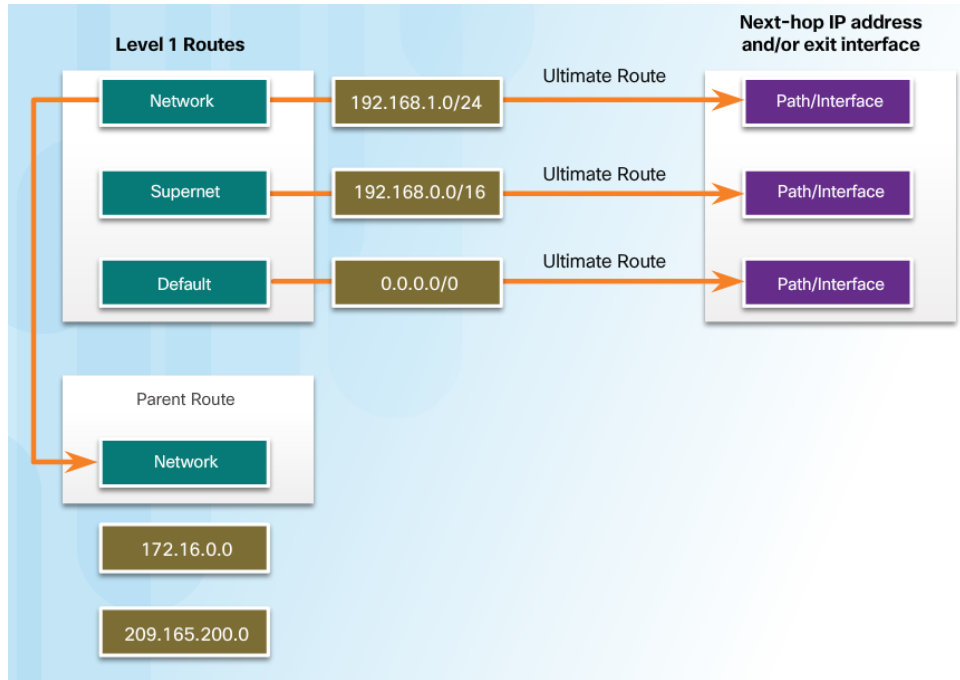 Level 1 Routes
Next-hop IP address
and/or exit interface
Network
192.168.1.0/24
Ultimate Route
Path/Interface
Supernet
192.168.0.0/16
Ultimate Route
Path/Interface
Default
0.0.0.0/0
Ultimate Route
Path/Interface
Parent Route
Network
172.16.0.0
209.165.200.0